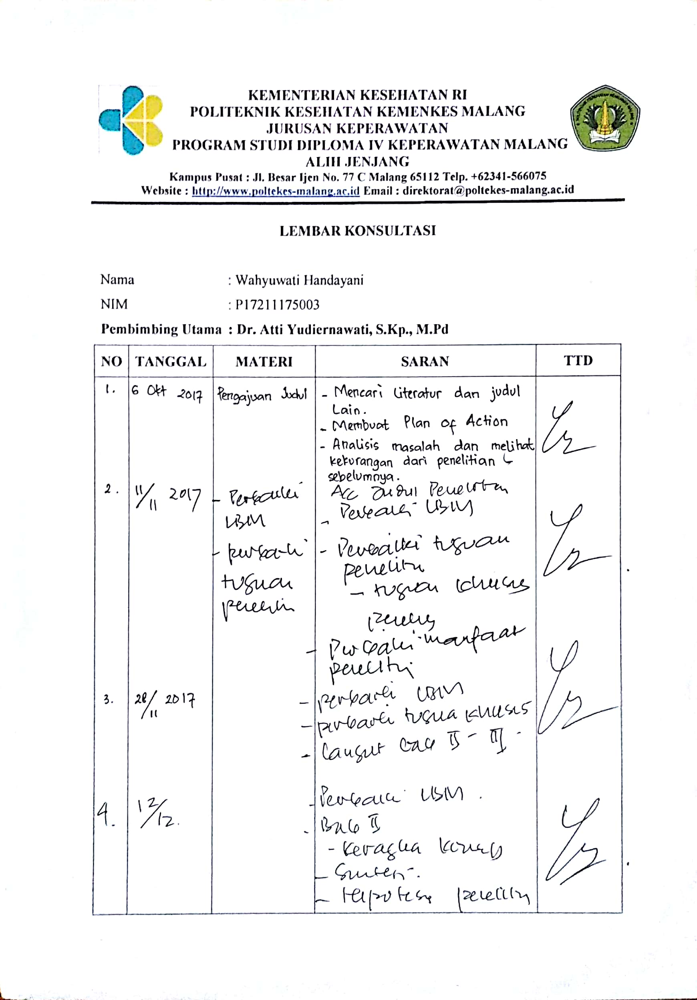 KEMENTERIAN KESEHATAN RI
POLITEKNIK KESEHATAN KEMENKES MALANG
JURUSAN KEPERAWATAN
PROGRAM STUDI DIPLOMA IV KEPERAWATAN MALANG
ALIH JENJANG
Kampus Pusat : Jl. Besar Ijen No. 77 C Malang 65112 Telp. +62341-566075
Website : http://www.poltekes-malang.ac.id Email : direktorat@poltekes-malang.ac.id
LEMBAR KONSULTASI
Nama : Wahyuwati Handayani
NIM : P17211175003
Pembimbing Utama : Dr. Atti Yudiernawati, S.Kp., M.Pd
NO TANGGAL MATERI SARAN TTD
1. 6 Okt 2017 Pengajuan Judul - Mencari Literatur dan judul
Lain.
- Membuat Plan of Action
- Analisis masalah dan melihat
kekurangan dari penelitian
sebelumnya.
2. 11/11 2017 - Perbaiki
LBM
- perbaiki
tujuan
penelitian
Acc Judul Penelitian
- Perbaiki LBM
- Perbaiki tujuan
penelitian
- tujuan khusus
- Perbaiki manfaat
penelitian
3. 28/11 2017 - perbaiki LBM
- perbaiki tujuan khusus
- Lanjut bab II - III
4. 12/12. - Perbaiki LBM.
- Bab II
- Kerangka konsep
- Hipotesis penelitian